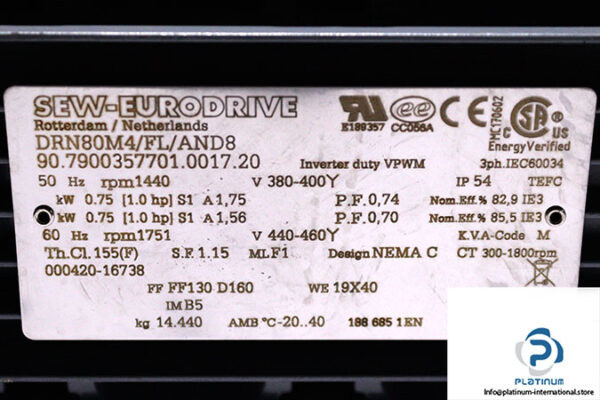 SEW-EURODRIVE
Rotterdam / Netherlands
DRN80M4/FL/AND8
90.7900357701.0017.20 Inverter duty VPWM 3ph.IEC60034
E189357 CC056A MC170602 Energy Verified
50 Hz rpm1440 V 380-400Y IP 54 TEFC
kW 0.75 [1.0 hp] S1 A 1,75 P.F.0,74 Nom.Eff.% 82,9 IE3
kW 0.75 [1.0 hp] S1 A 1,56 P.F.0,70 Nom.Eff.% 85,5 IE3
60 Hz rpm1751 V 440-460Y K.V.A-Code M
Th.Cl.155(F) S.F. 1.15 ML F1 Design NEMA C CT 300-1800rpm
000420-16738
FF FF130 D160 WE 19X40
IM B5
kg 14.440 AMB °C-20..40 188 685 1EN
PLATINUM
Info@platinum-international.store